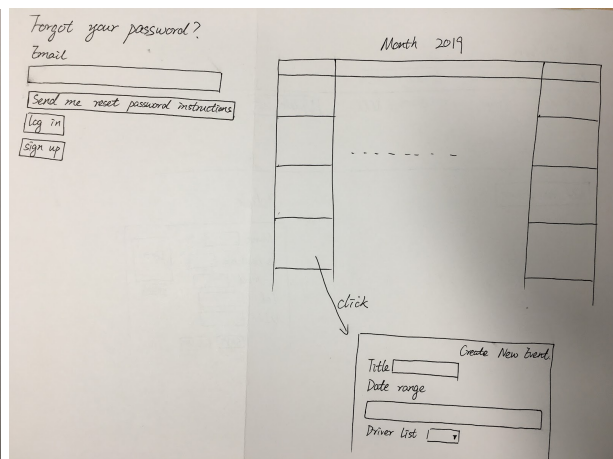 Forgot your password?
Email
Send me reset password instructions
log in
sign up
Month 2019
click
Create New Event
Title
Date range
Driver list